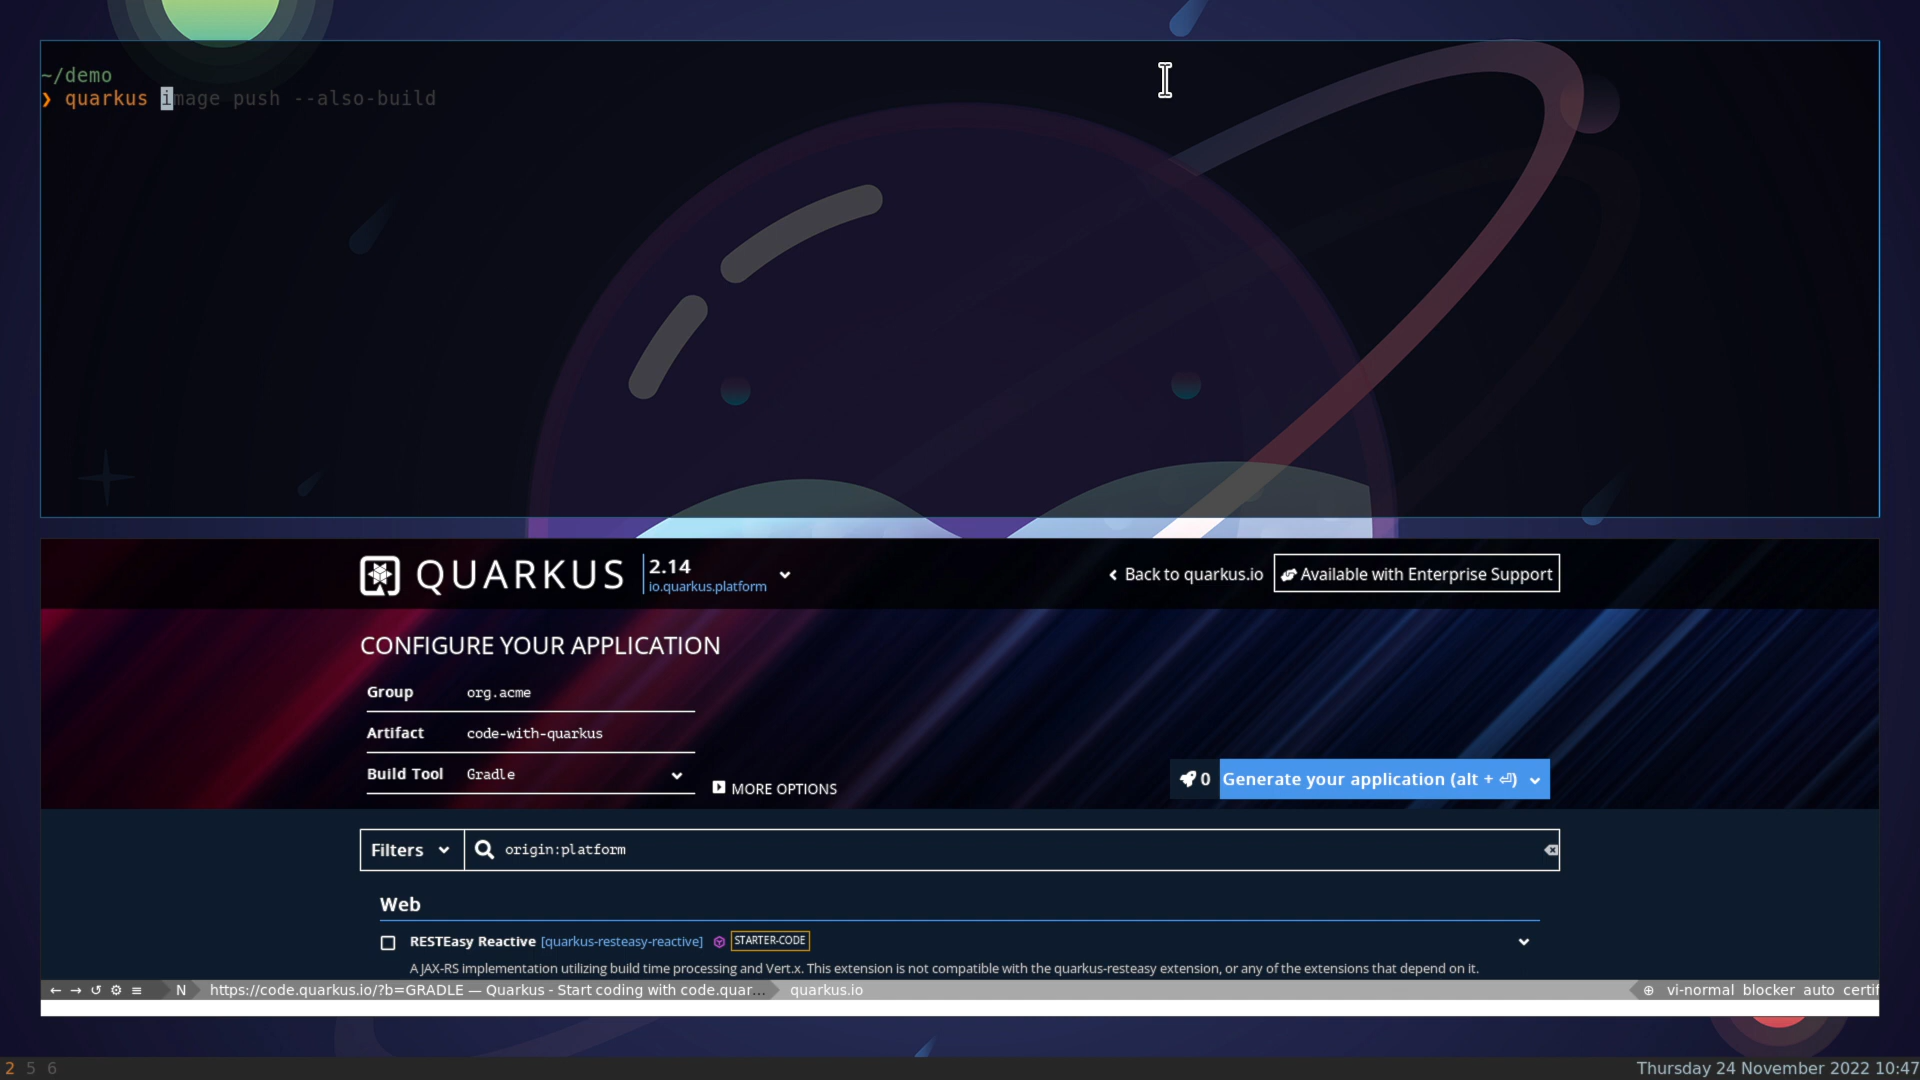 ~/demo
❯ quarkus image push --also-build
QUARKUS 2.14 io.quarkus.platform
Back to quarkus.io Available with Enterprise Support
CONFIGURE YOUR APPLICATION
Group org.acme
Artifact code-with-quarkus
Build Tool Gradle
MORE OPTIONS
0 Generate your application (alt + ⏎)
Filters origin:platform
Web
RESTEasy Reactive [quarkus-resteasy-reactive] STARTER-CODE
A JAX-RS implementation utilizing build time processing and Vert.x. This extension is not compatible with the quarkus-resteasy extension, or any of the extensions that depend on it.
← → ↺ ⚙ ≡ N https://code.quarkus.io/?b=GRADLE — Quarkus - Start coding with code.quar… quarkus.io ⊕ vi-normal blocker auto certif
2 5 6 Thursday 24 November 2022 10:47